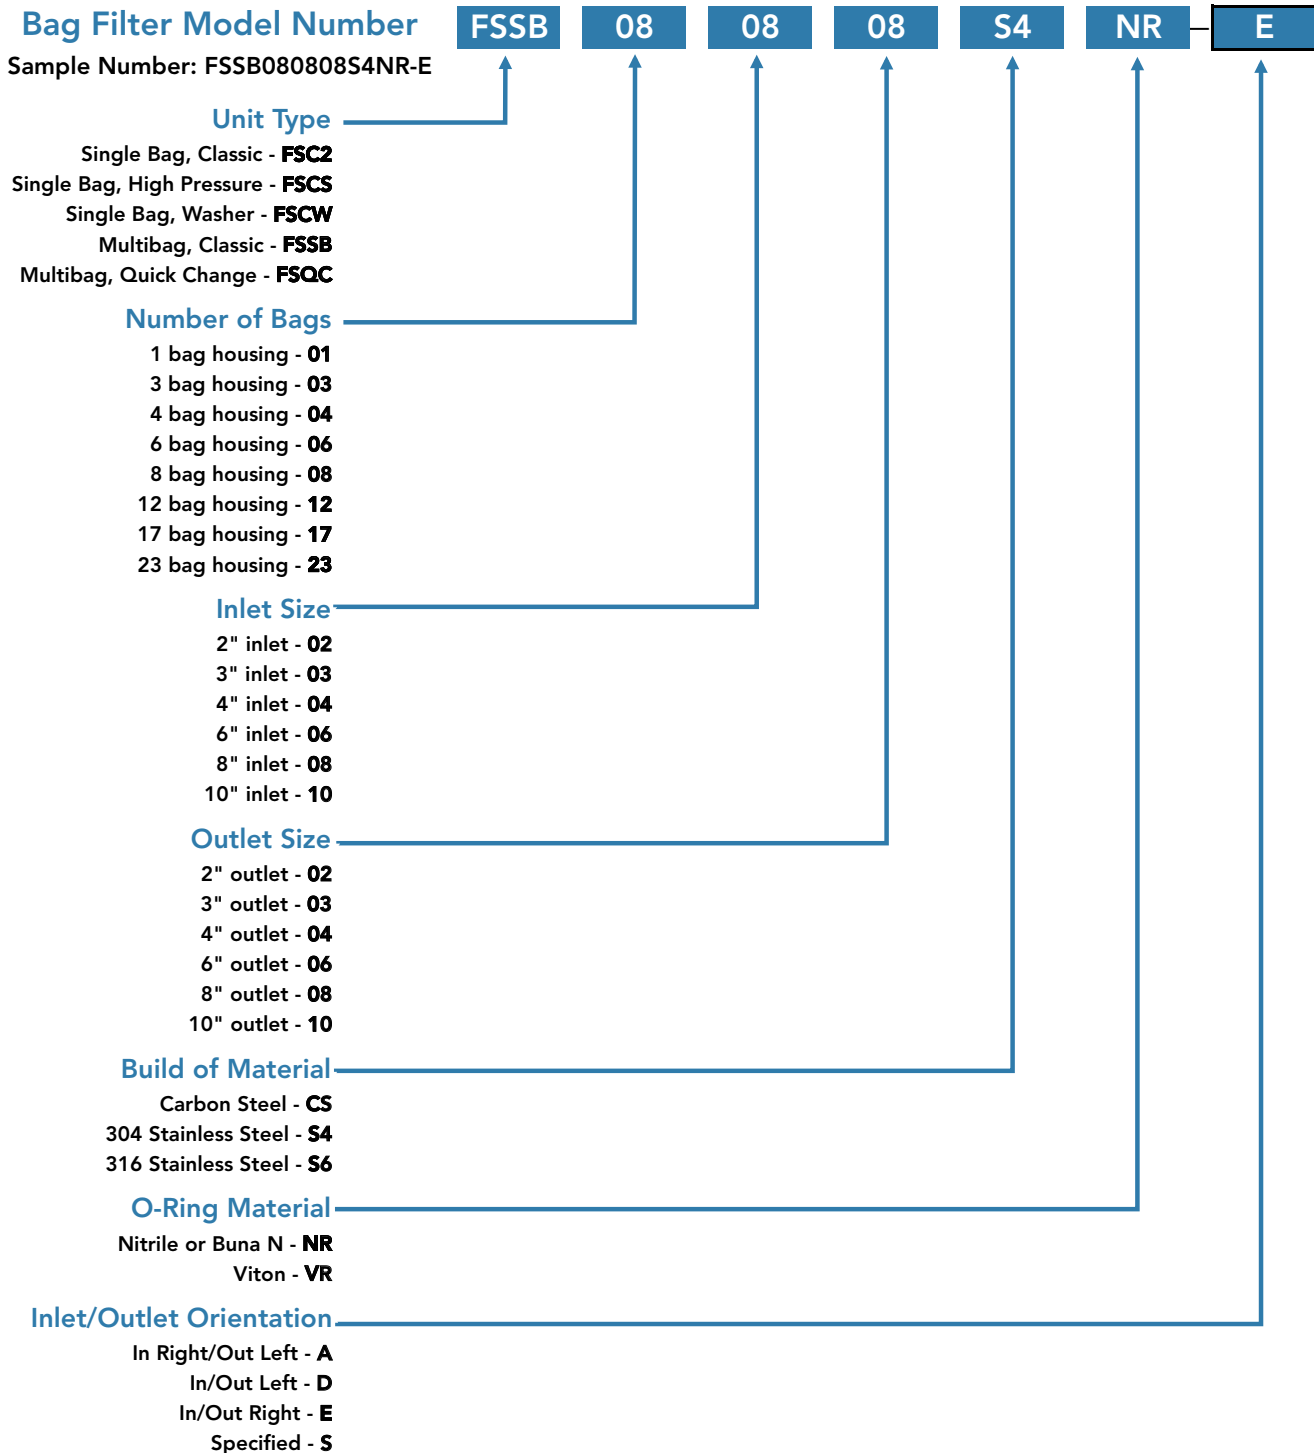 Bag Filter Model Number FSSB 08 08 08 S4 NR – E
Sample Number: FSSB080808S4NR-E
Unit Type
Single Bag, Classic - FSC2
Single Bag, High Pressure - FSCS
Single Bag, Washer - FSCW
Multibag, Classic - FSSB
Multibag, Quick Change - FSQC
Number of Bags
1 bag housing - 01
3 bag housing - 03
4 bag housing - 04
6 bag housing - 06
8 bag housing - 08
12 bag housing - 12
17 bag housing - 17
23 bag housing - 23
Inlet Size
2" inlet - 02
3" inlet - 03
4" inlet - 04
6" inlet - 06
8" inlet - 08
10" inlet - 10
Outlet Size
2" outlet - 02
3" outlet - 03
4" outlet - 04
6" outlet - 06
8" outlet - 08
10" outlet - 10
Build of Material
Carbon Steel - CS
304 Stainless Steel - S4
316 Stainless Steel - S6
O-Ring Material
Nitrile or Buna N - NR
Viton - VR
Inlet/Outlet Orientation
In Right/Out Left - A
In/Out Left - D
In/Out Right - E
Specified - S